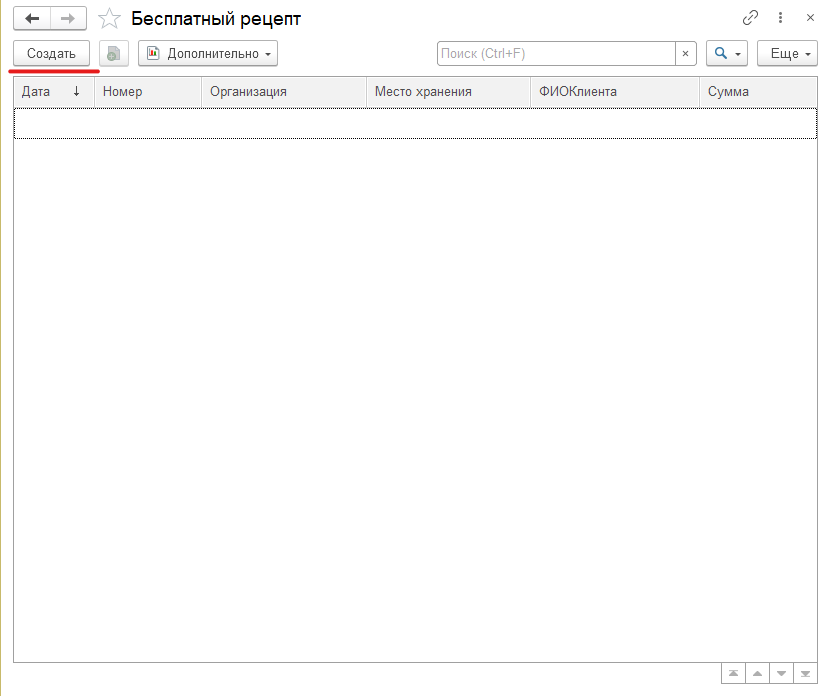 Бесплатный рецепт
Создать Дополнительно Поиск (Ctrl+F) × Еще
Дата ↓ Номер Организация Место хранения ФИОКлиента Сумма